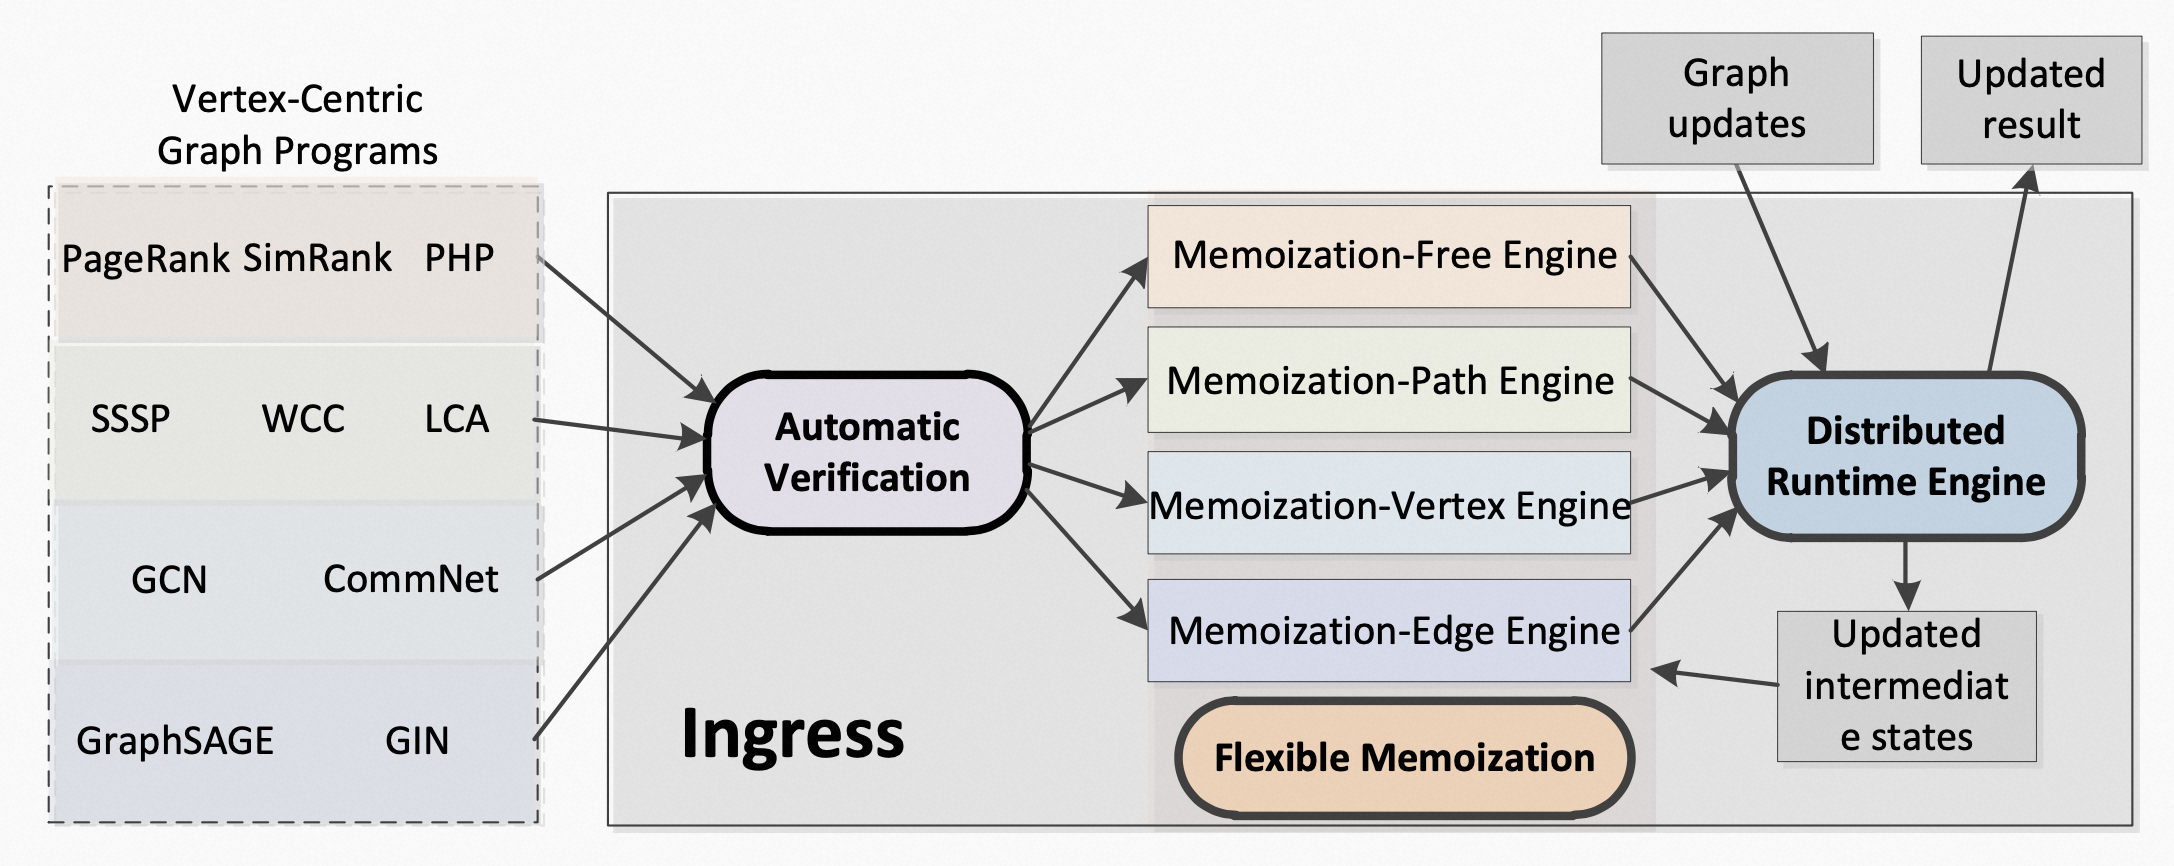 Vertex-Centric
Graph Programs
PageRank SimRank PHP
SSSP WCC LCA
GCN CommNet
GraphSAGE GIN
Ingress
Automatic
Verification
Memoization-Free Engine
Memoization-Path Engine
Memoization-Vertex Engine
Memoization-Edge Engine
Flexible Memoization
Graph
updates
Updated
result
Distributed
Runtime Engine
Updated
intermediat
e states